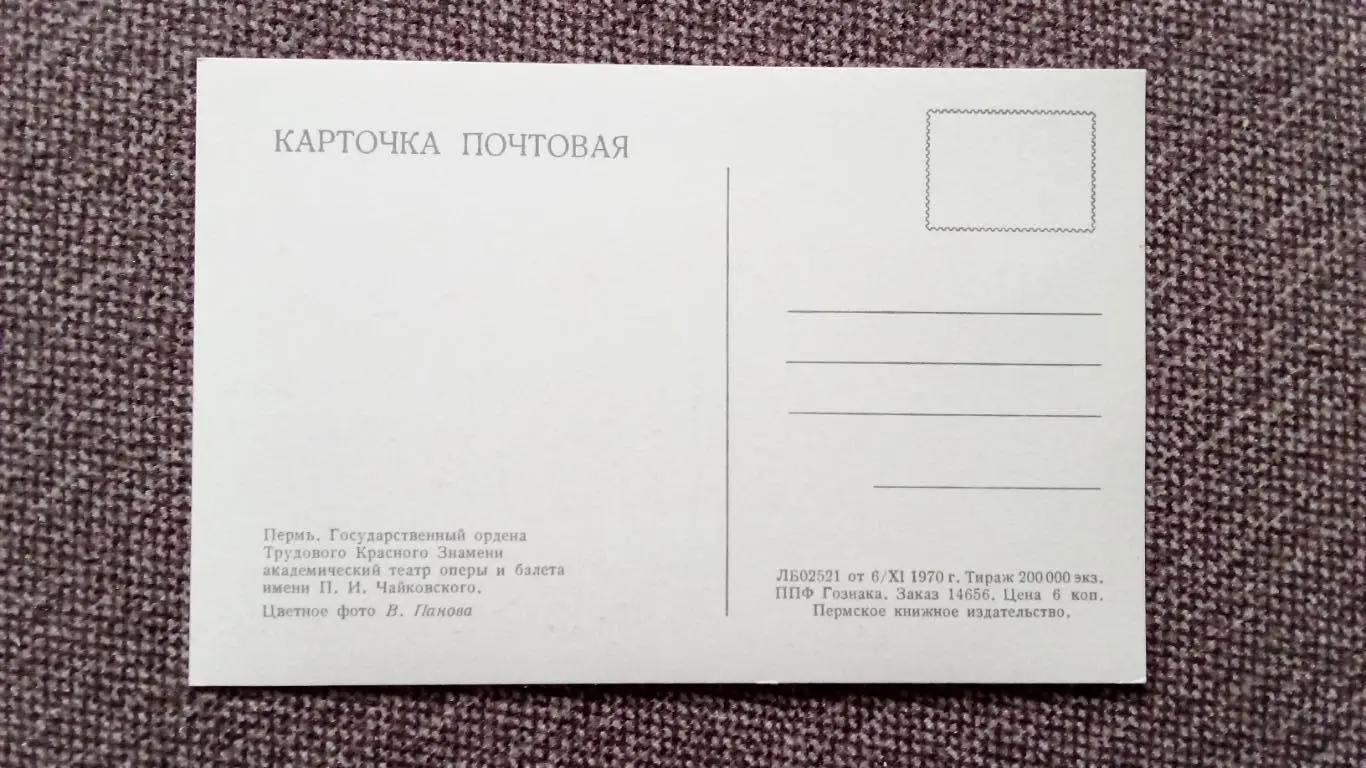 КАРТОЧКА ПОЧТОВАЯ
Пермь. Государственный ордена
Трудового Красного Знамени
академический театр оперы и балета
имени П. И. Чайковского.
Цветное фото В. Панова
ЛБ02521 от 6/XI 1970 г. Тираж 200 000 экз.
ППФ Гознака. Заказ 14656. Цена 6 коп.
Пермское книжное издательство.